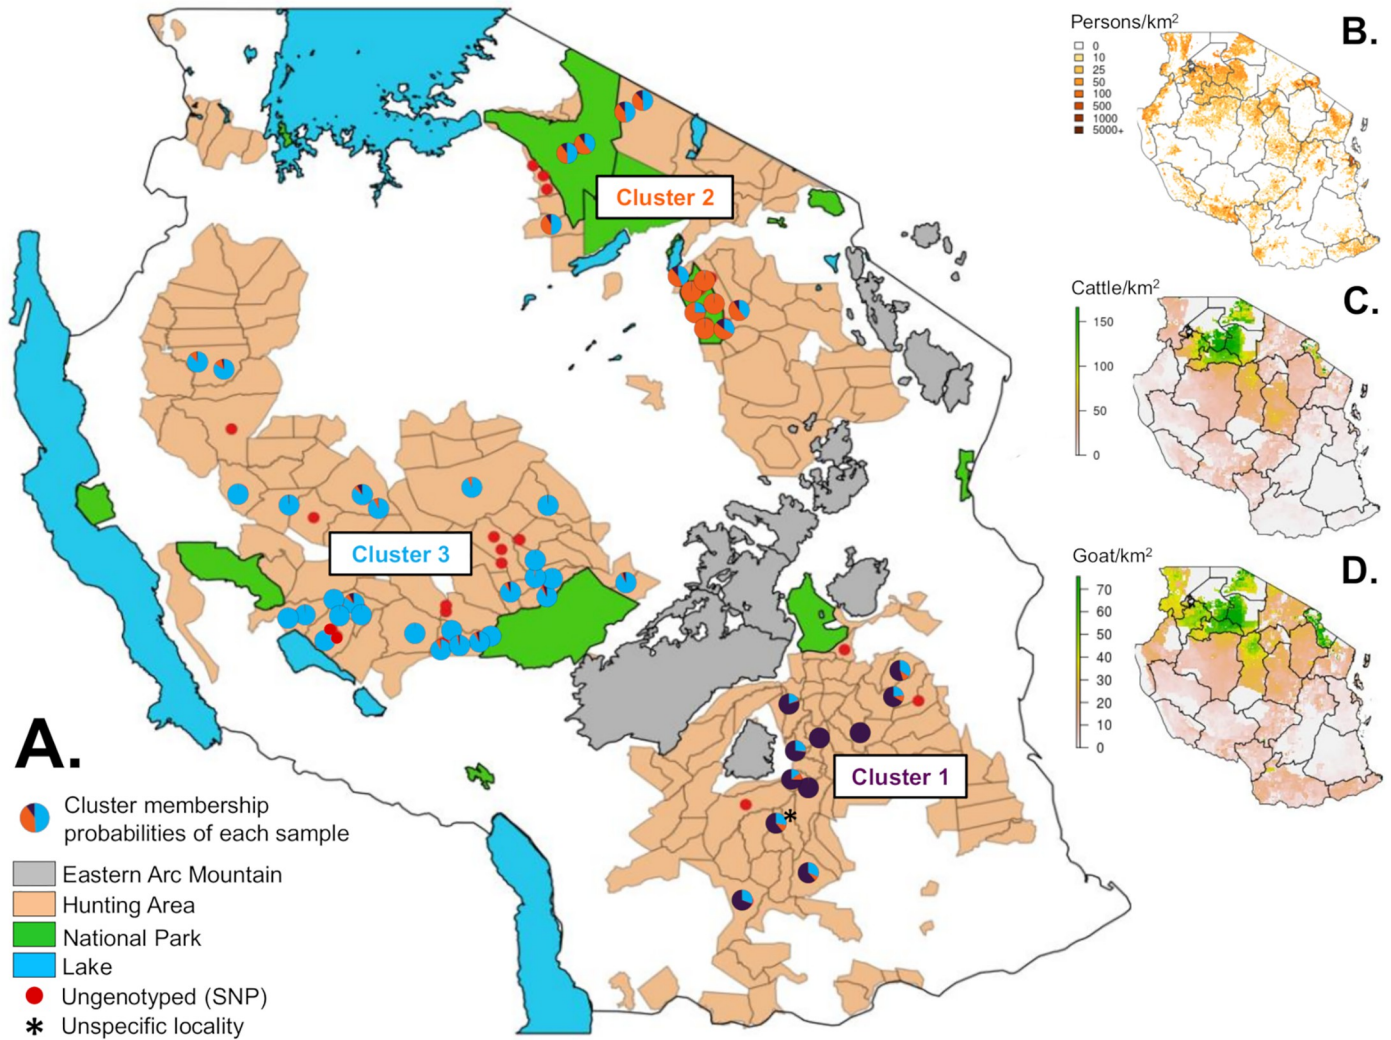 Cluster 2
Cluster 3
Cluster 1
A.
Cluster membership
probabilities of each sample
Eastern Arc Mountain
Hunting Area
National Park
Lake
Ungenotyped (SNP)
* Unspecific locality
*
Persons/km²
B.
0
10
25
50
100
500
1000
5000+
Cattle/km²
C.
150
100
50
0
Goat/km²
D.
70
60
50
40
30
20
10
0